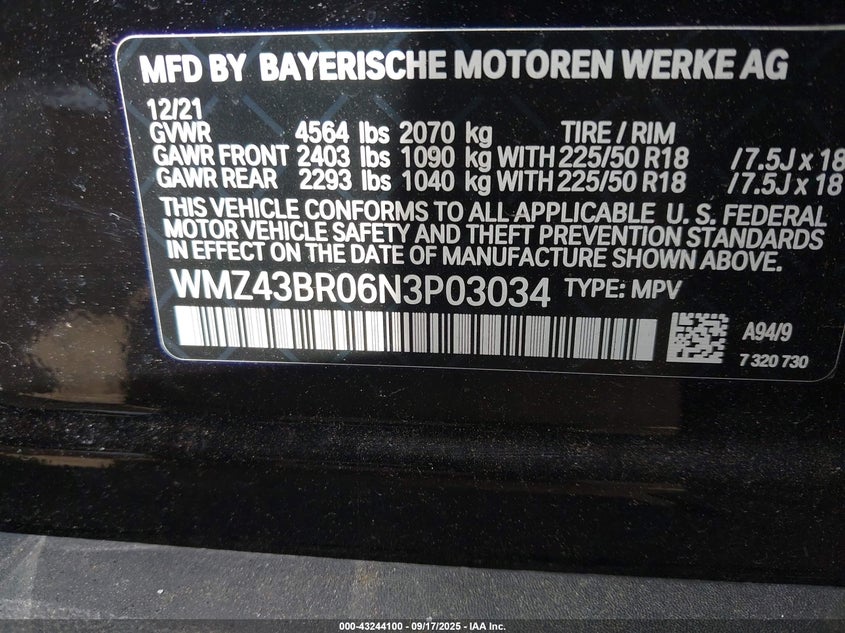 MFD BY BAYERISCHE MOTOREN WERKE AG
12/21
GVWR 4564 lbs 2070 kg TIRE / RIM
GAWR FRONT 2403 lbs 1090 kg WITH 225/50 R18 / 7.5J x 18
GAWR REAR 2293 lbs 1040 kg WITH 225/50 R18 / 7.5J x 18
THIS VEHICLE CONFORMS TO ALL APPLICABLE U. S. FEDERAL
MOTOR VEHICLE SAFETY AND THEFT PREVENTION STANDARDS
IN EFFECT ON THE DATE OF MANUFACTURE SHOWN ABOVE.
WMZ43BR06N3P03034 TYPE: MPV
A94/9
7 320 730
000-43244100 - 09/17/2025 - IAA Inc.